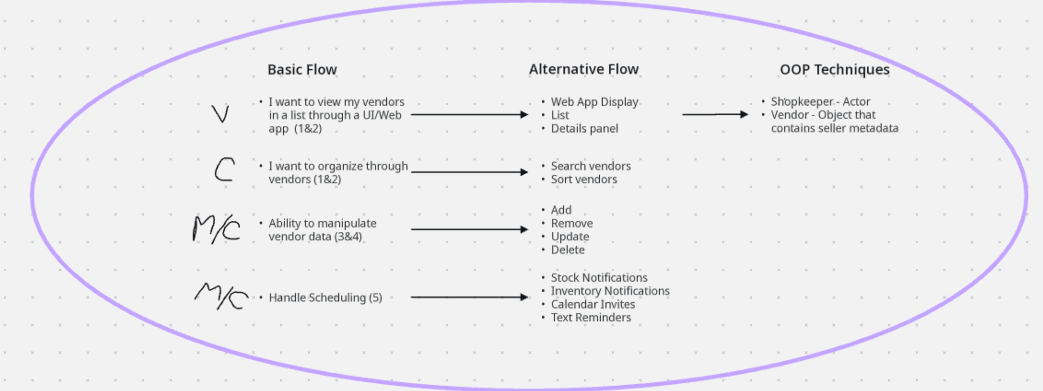 Basic Flow
Alternative Flow
OOP Techniques
V
• I want to view my vendors
in a list through a UI/Web
app (1&2)
• Web App Display
• List
• Details panel
• Shopkeeper - Actor
• Vendor - Object that
contains seller metadata
C
• I want to organize through
vendors (1&2)
• Search vendors
• Sort vendors
M/C
• Ability to manipulate
vendor data (3&4)
• Add
• Remove
• Update
• Delete
M/C
• Handle Scheduling (5)
• Stock Notifications
• Inventory Notifications
• Calendar Invites
• Text Reminders